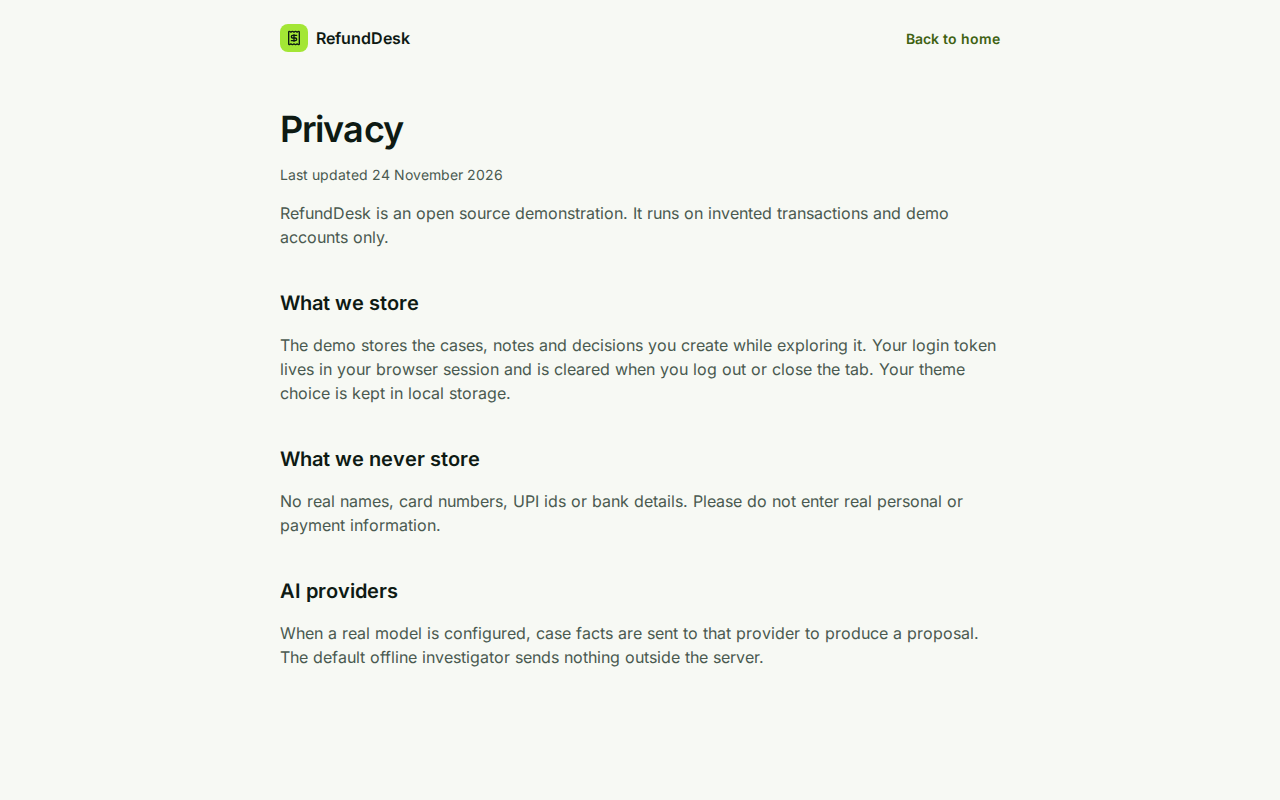 RefundDesk
Back to home
Privacy
Last updated 24 November 2026
RefundDesk is an open source demonstration. It runs on invented transactions and demo
accounts only.
What we store
The demo stores the cases, notes and decisions you create while exploring it. Your login token
lives in your browser session and is cleared when you log out or close the tab. Your theme
choice is kept in local storage.
What we never store
No real names, card numbers, UPI ids or bank details. Please do not enter real personal or
payment information.
AI providers
When a real model is configured, case facts are sent to that provider to produce a proposal.
The default offline investigator sends nothing outside the server.